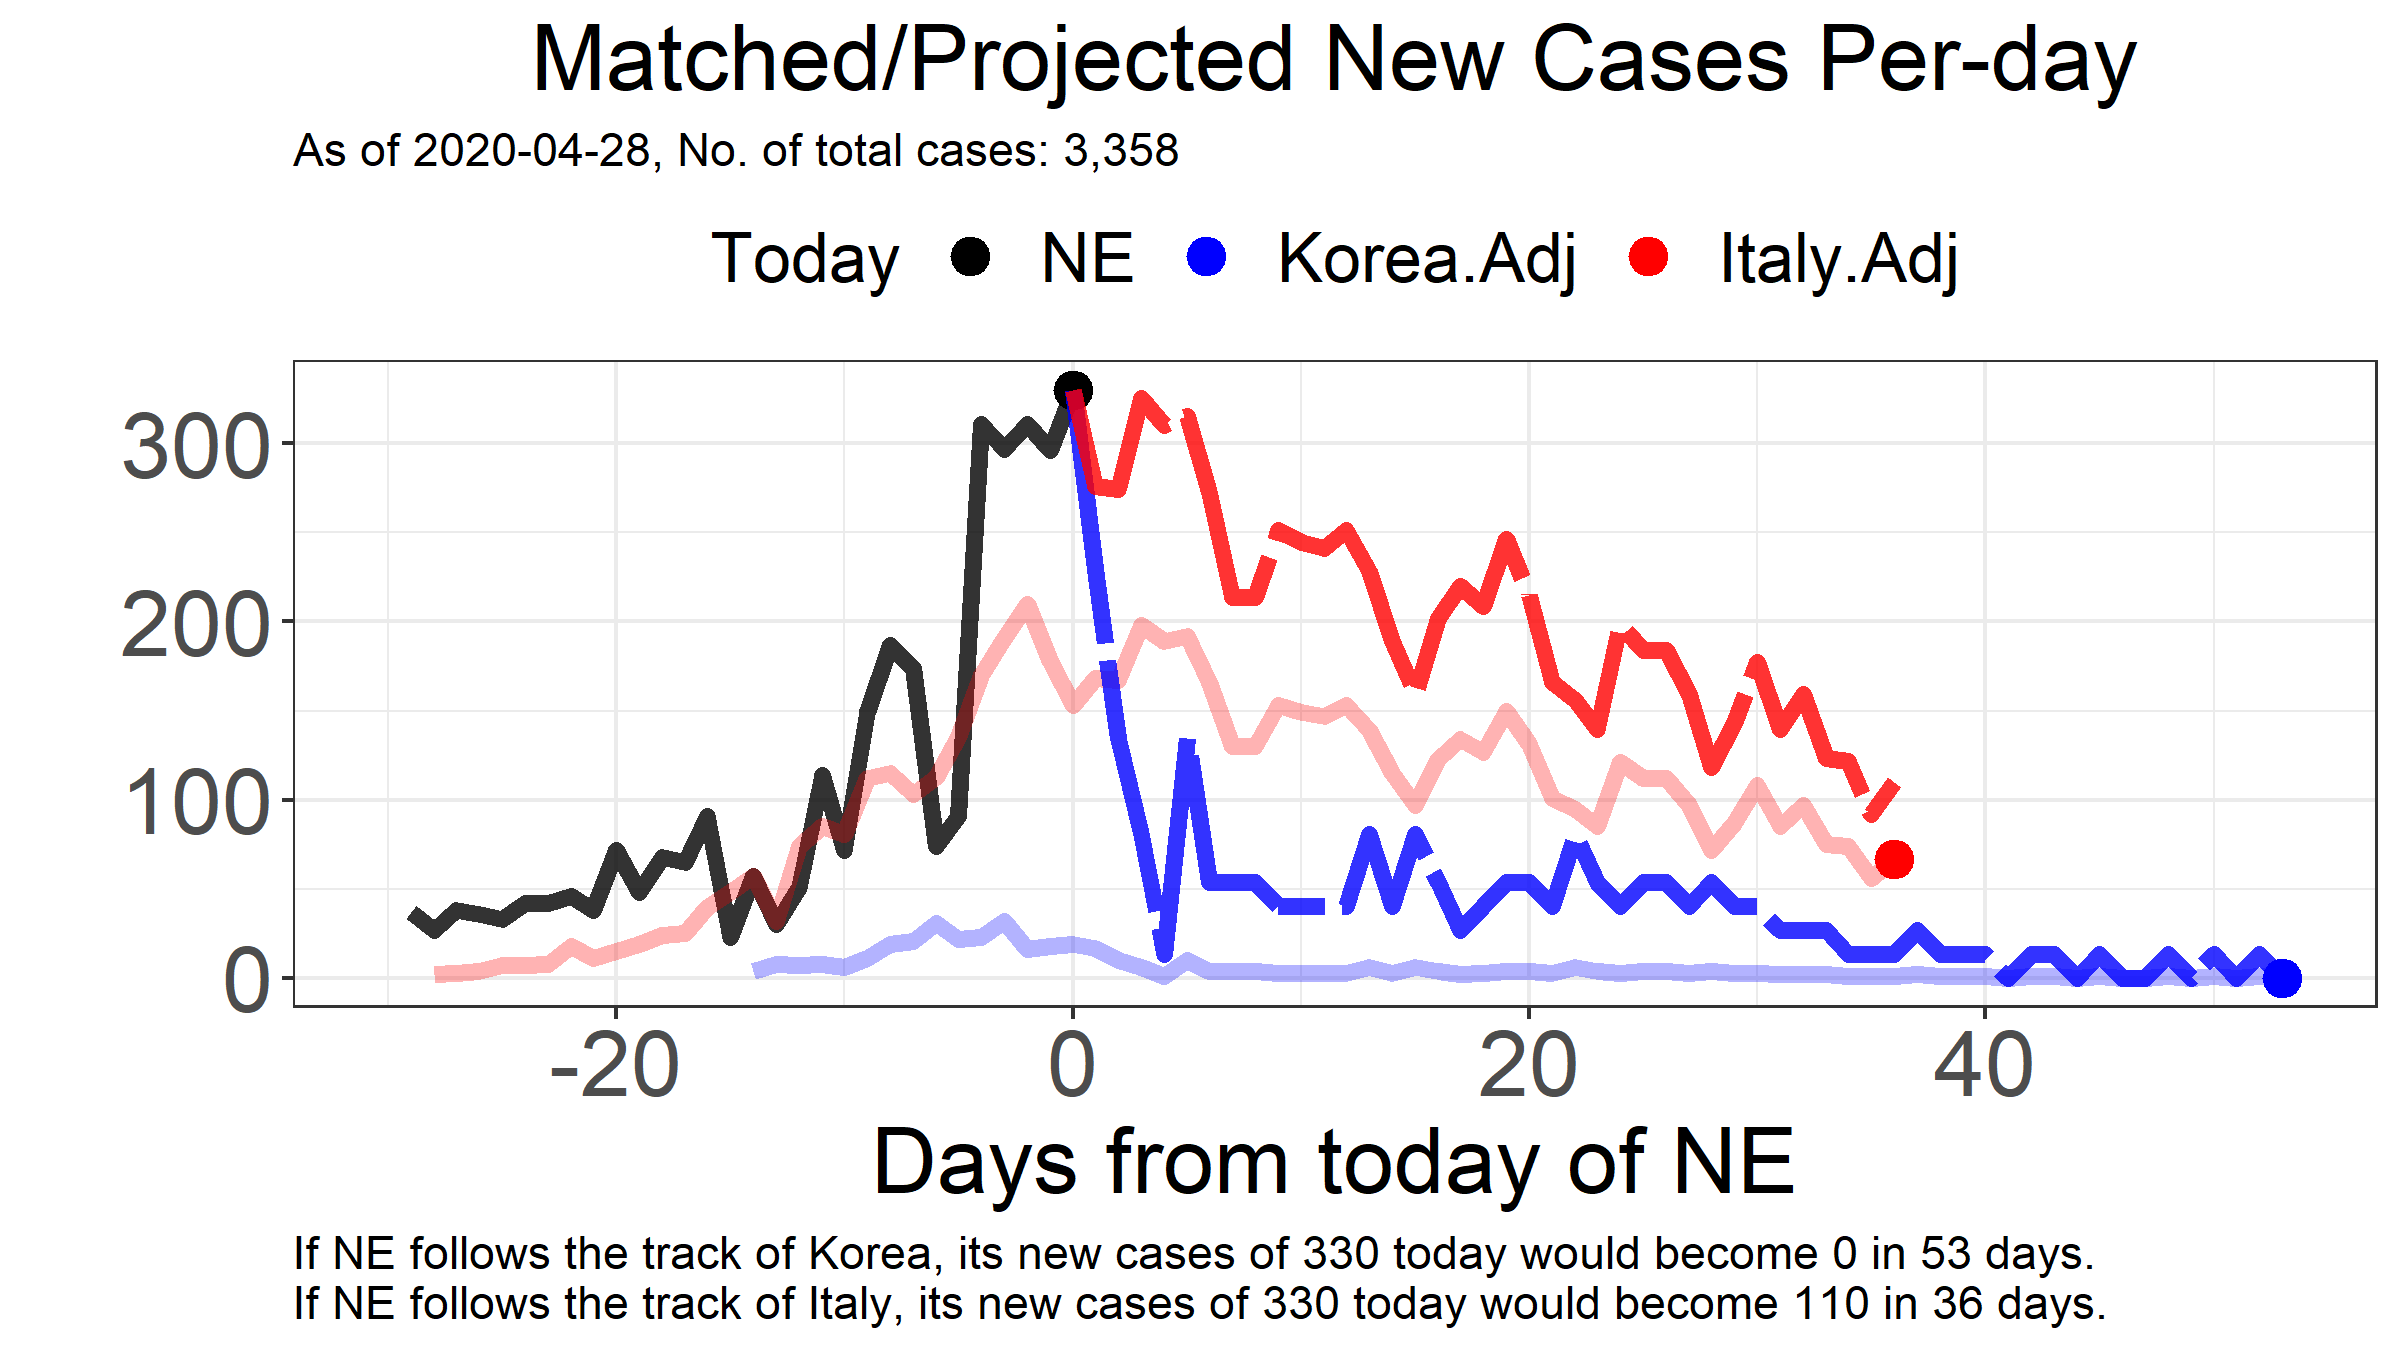 Matched/Projected New Cases Per-day
As of 2020-04-28, No. of total cases: 3,358
Today NE Korea.Adj Italy.Adj
300
200
100
0
-20 0 20 40
Days from today of NE
If NE follows the track of Korea, its new cases of 330 today would become 0 in 53 days.
If NE follows the track of Italy, its new cases of 330 today would become 110 in 36 days.